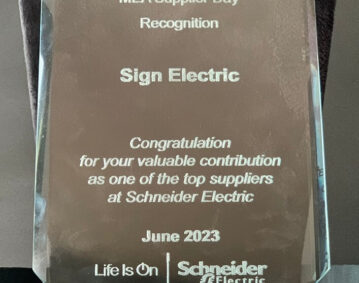 MEA Supplier Day
Recognition
Sign Electric
Congratulation
for your valuable contribution
as one of the top suppliers
at Schneider Electric
June 2023
Life Is On | Schneider
Electric